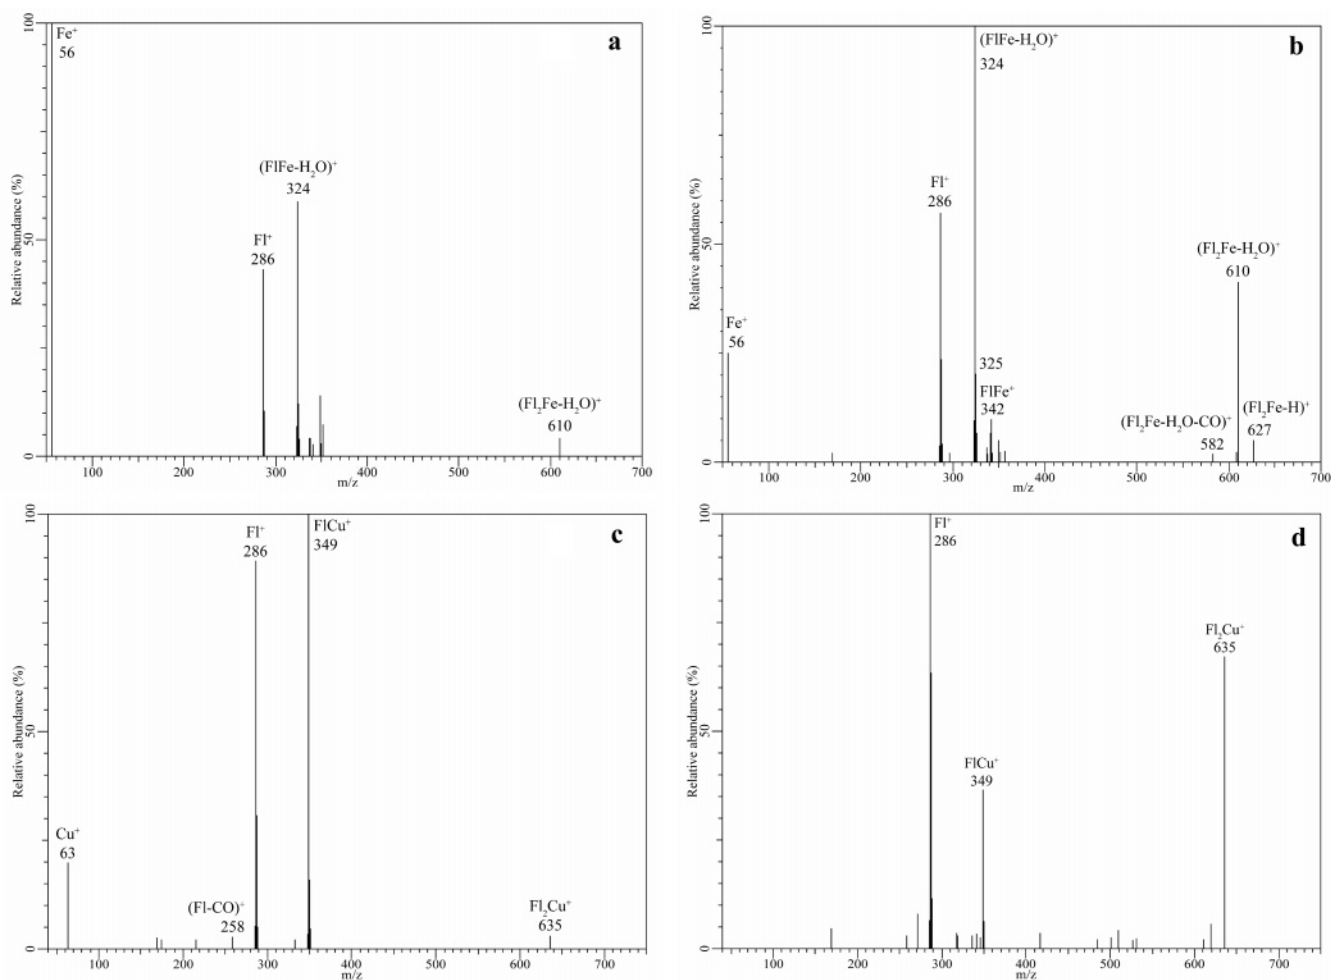 a
Relative abundance (%)
100
50
0
Fe⁺
56
(FlFe-H₂O)⁺
324
Fl⁺
286
(Fl₂Fe-H₂O)⁺
610
100 200 300 400 500 600 700
m/z
b
Relative abundance (%)
100
50
0
(FlFe-H₂O)⁺
324
Fl⁺
286
(Fl₂Fe-H₂O)⁺
610
Fe⁺
56
325
FlFe⁺
342
(Fl₂Fe-H₂O-CO)⁺
582
(Fl₂Fe-H)⁺
627
100 200 300 400 500 600 700
m/z
c
Relative abundance (%)
100
50
0
Fl⁺
286
FlCu⁺
349
Cu⁺
63
(Fl-CO)⁺
258
Fl₂Cu⁺
635
100 200 300 400 500 600 700
m/z
d
Relative abundance (%)
100
50
0
Fl⁺
286
Fl₂Cu⁺
635
FlCu⁺
349
100 200 300 400 500 600 700
m/z